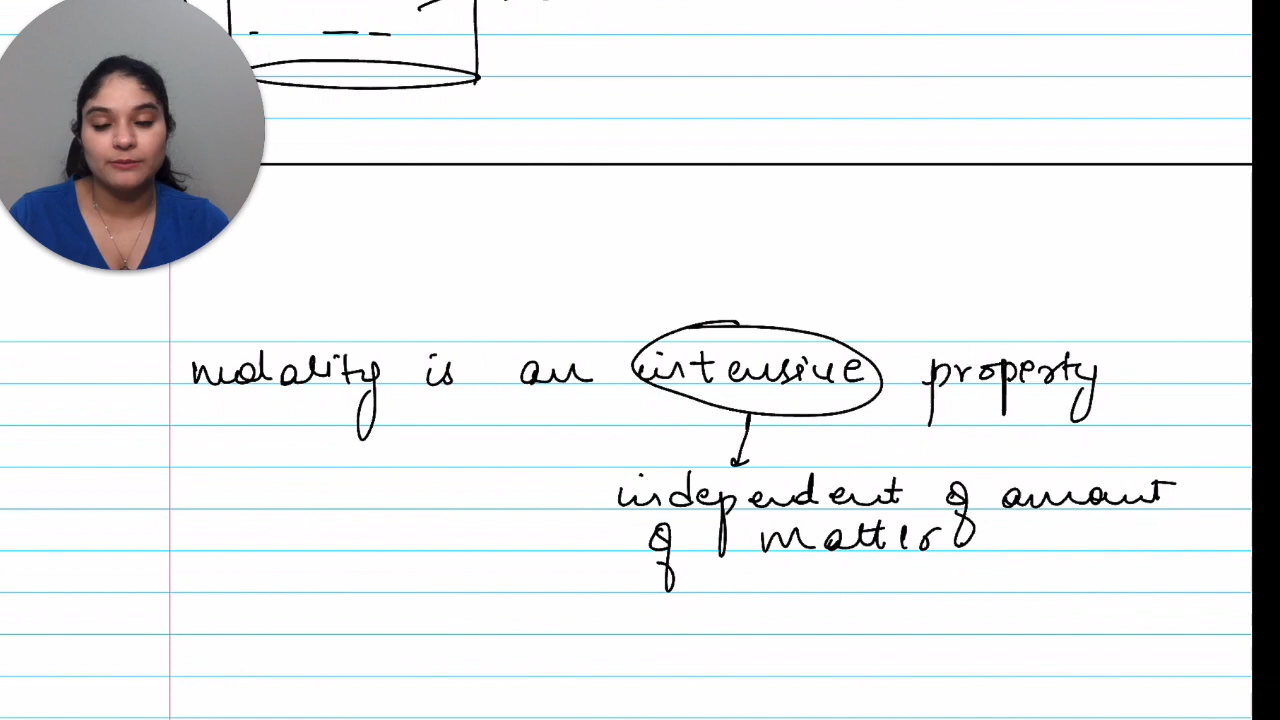 molality is an intensive property
independent of amount
of matter